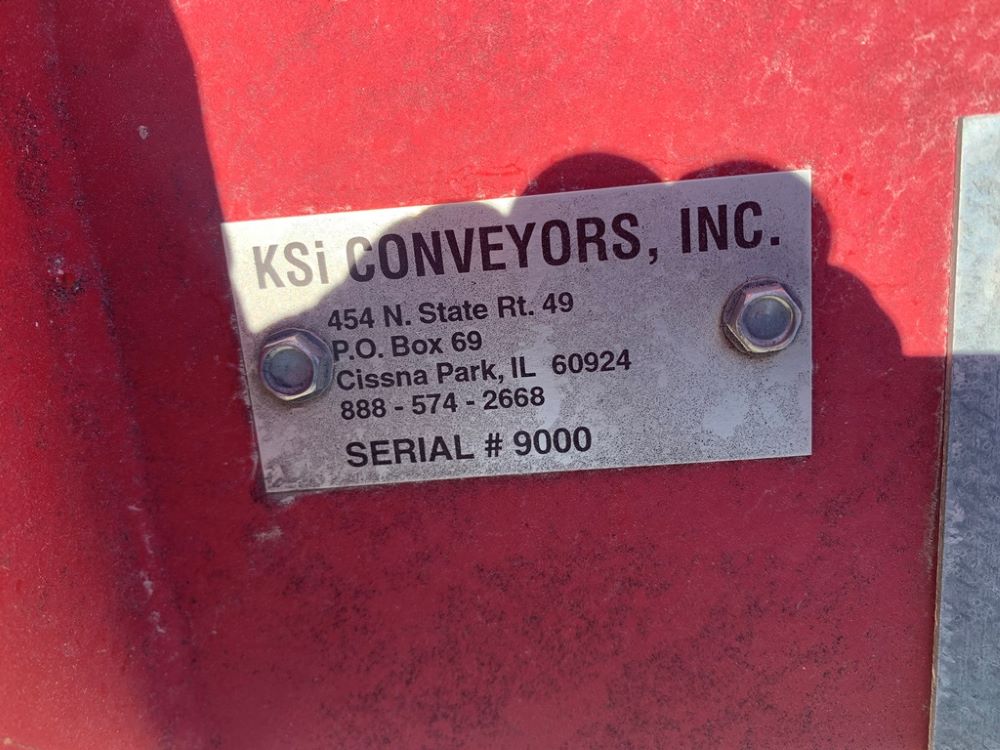 KSi CONVEYORS, INC.
454 N. State Rt. 49
P.O. Box 69
Cissna Park, IL 60924
888 - 574 - 2668
SERIAL # 9000